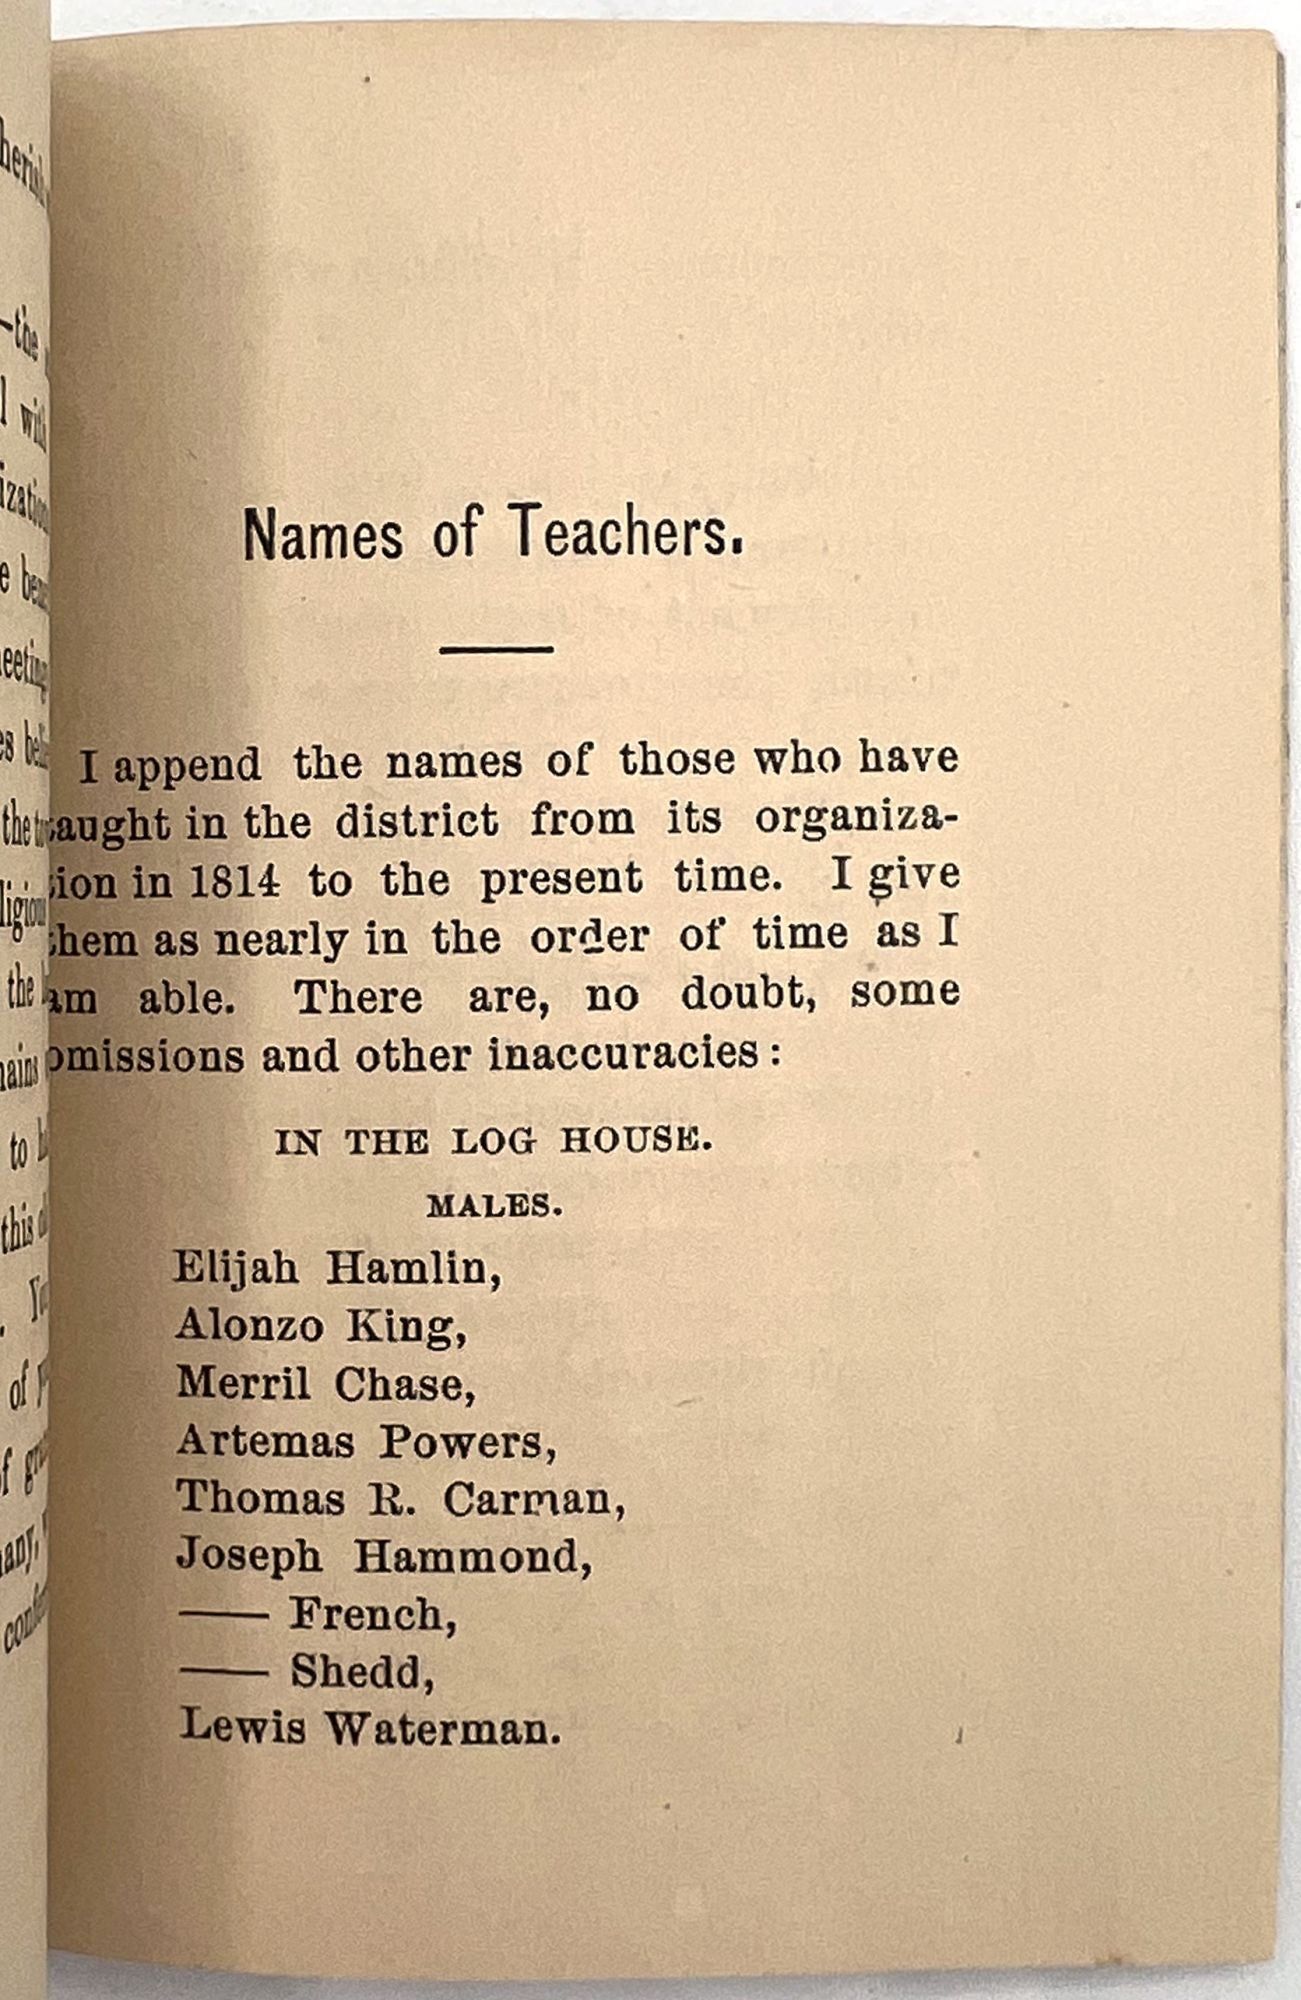 herish
—the
l with
Names of Teachers.
I append the names of those who have
taught in the district from its organiza-
tion in 1814 to the present time. I give
them as nearly in the order of time as I
am able. There are, no doubt, some
omissions and other inaccuracies:
IN THE LOG HOUSE.
MALES.
Elijah Hamlin,
Alonzo King,
Merril Chase,
Artemas Powers,
Thomas R. Carman,
Joseph Hammond,
—— French,
—— Shedd,
Lewis Waterman.